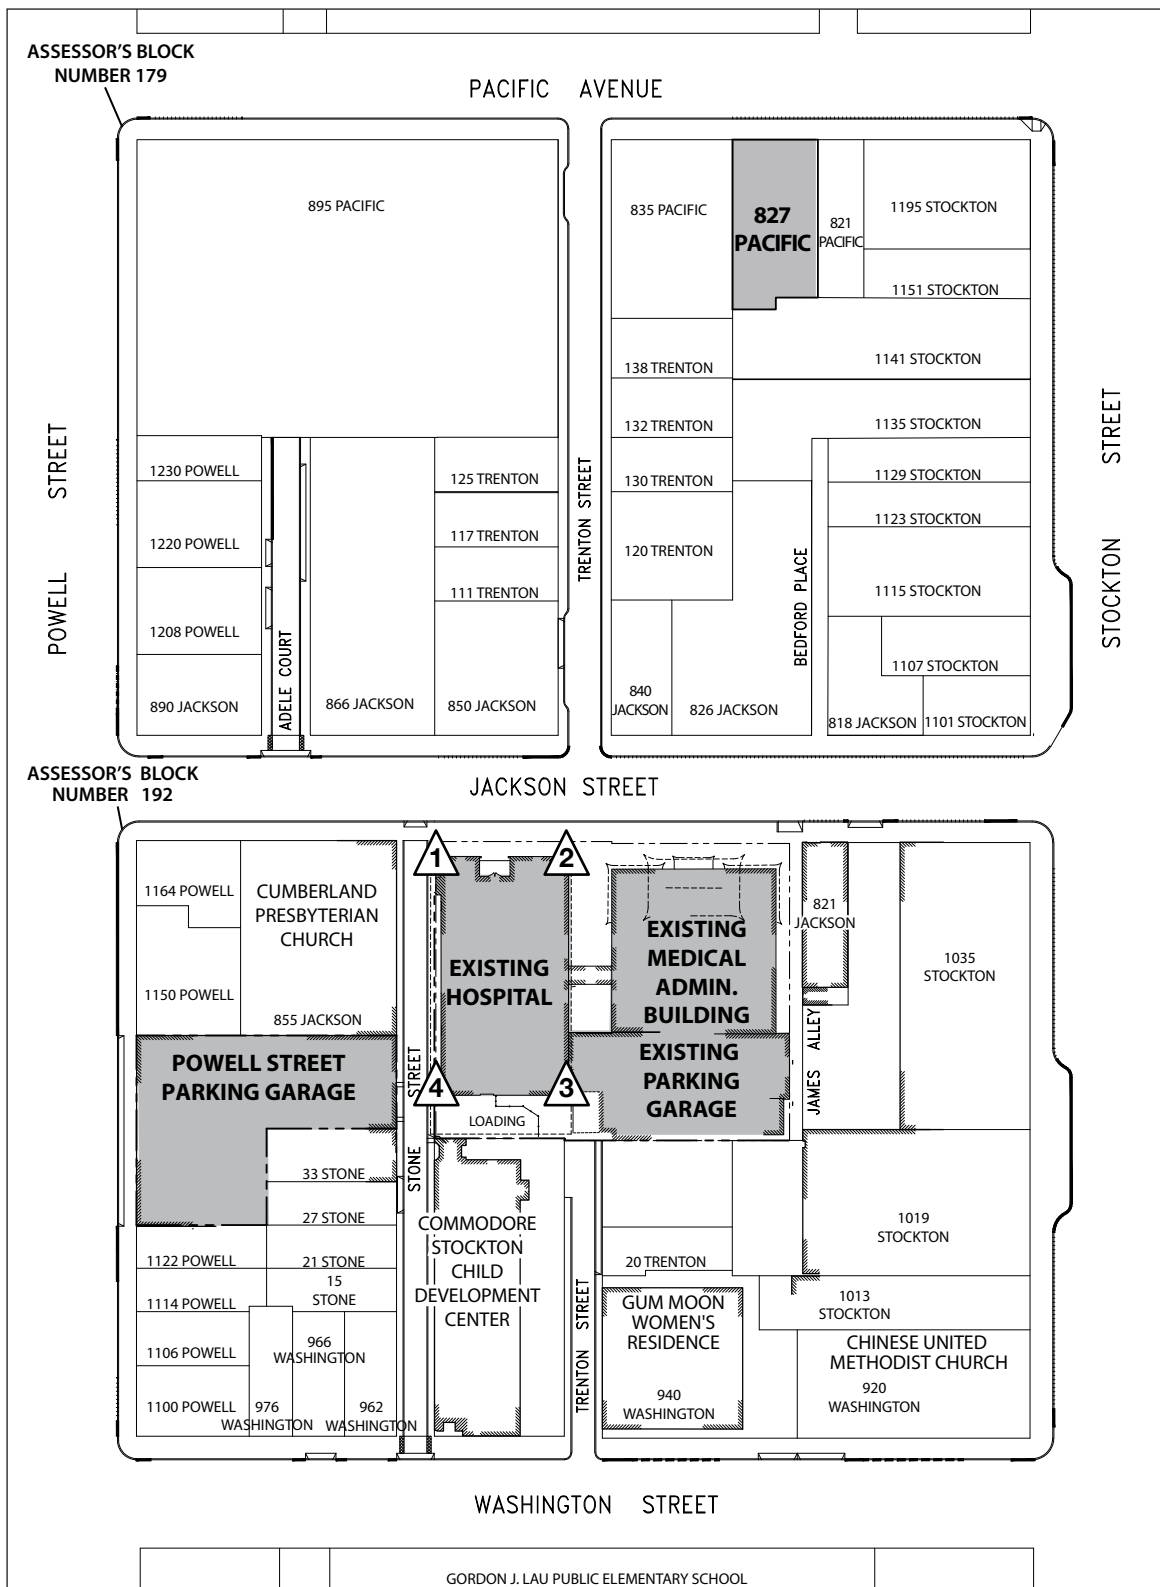 ASSESSOR'S BLOCK
NUMBER 179
PACIFIC AVENUE
895 PACIFIC
835 PACIFIC
827
PACIFIC
821
PACIFIC
1195 STOCKTON
1151 STOCKTON
1141 STOCKTON
138 TRENTON
132 TRENTON
1135 STOCKTON
POWELL STREET
STOCKTON STREET
1230 POWELL
125 TRENTON
130 TRENTON
1129 STOCKTON
TRENTON STREET
1123 STOCKTON
1220 POWELL
117 TRENTON
120 TRENTON
111 TRENTON
1115 STOCKTON
BEDFORD PLACE
1208 POWELL
ADELE COURT
1107 STOCKTON
890 JACKSON
866 JACKSON
850 JACKSON
840
JACKSON
826 JACKSON
818 JACKSON
1101 STOCKTON
ASSESSOR'S BLOCK
NUMBER 192
JACKSON STREET
1
2
1164 POWELL
CUMBERLAND
PRESBYTERIAN
CHURCH
821
JACKSON
EXISTING
HOSPITAL
EXISTING
MEDICAL
ADMIN.
BUILDING
1035
STOCKTON
1150 POWELL
855 JACKSON
POWELL STREET
PARKING GARAGE
STONE STREET
4
3
EXISTING
PARKING
GARAGE
JAMES ALLEY
LOADING
33 STONE
27 STONE
COMMODORE
STOCKTON
CHILD
DEVELOPMENT
CENTER
1019
STOCKTON
1122 POWELL
21 STONE
20 TRENTON
15
STONE
1114 POWELL
TRENTON STREET
GUM MOON
WOMEN'S
RESIDENCE
1013
STOCKTON
1106 POWELL
966
WASHINGTON
CHINESE UNITED
METHODIST CHURCH
1100 POWELL
976
WASHINGTON
962
WASHINGTON
940
WASHINGTON
920
WASHINGTON
WASHINGTON STREET
GORDON J. LAU PUBLIC ELEMENTARY SCHOOL